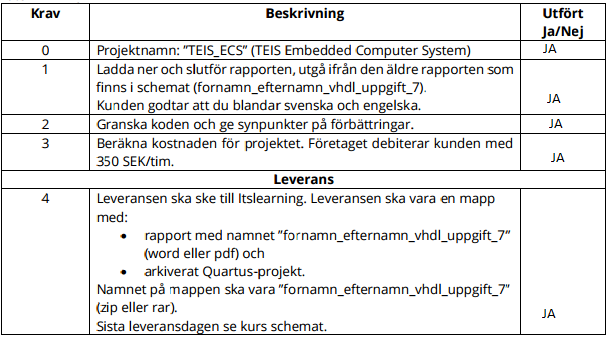 Krav Beskrivning Utfört
Ja/Nej
0 Projektnamn: ”TEIS_ECS” (TEIS Embedded Computer System) JA
1 Ladda ner och slutför rapporten, utgå ifrån den äldre rapporten som
finns i schemat (fornamn_efternamn_vhdl_uppgift_7).
Kunden godtar att du blandar svenska och engelska. JA
2 Granska koden och ge synpunkter på förbättringar. JA
3 Beräkna kostnaden för projektet. Företaget debiterar kunden med
350 SEK/tim. JA
Leverans
4 Leveransen ska ske till Itslearning. Leveransen ska vara en mapp
med:
• rapport med namnet ”fornamn_efternamn_vhdl_uppgift_7”
(word eller pdf) och
• arkiverat Quartus-projekt.
Namnet på mappen ska vara ”fornamn_efternamn_vhdl_uppgift_7”
(zip eller rar). JA
Sista leveransdagen se kurs schemat.